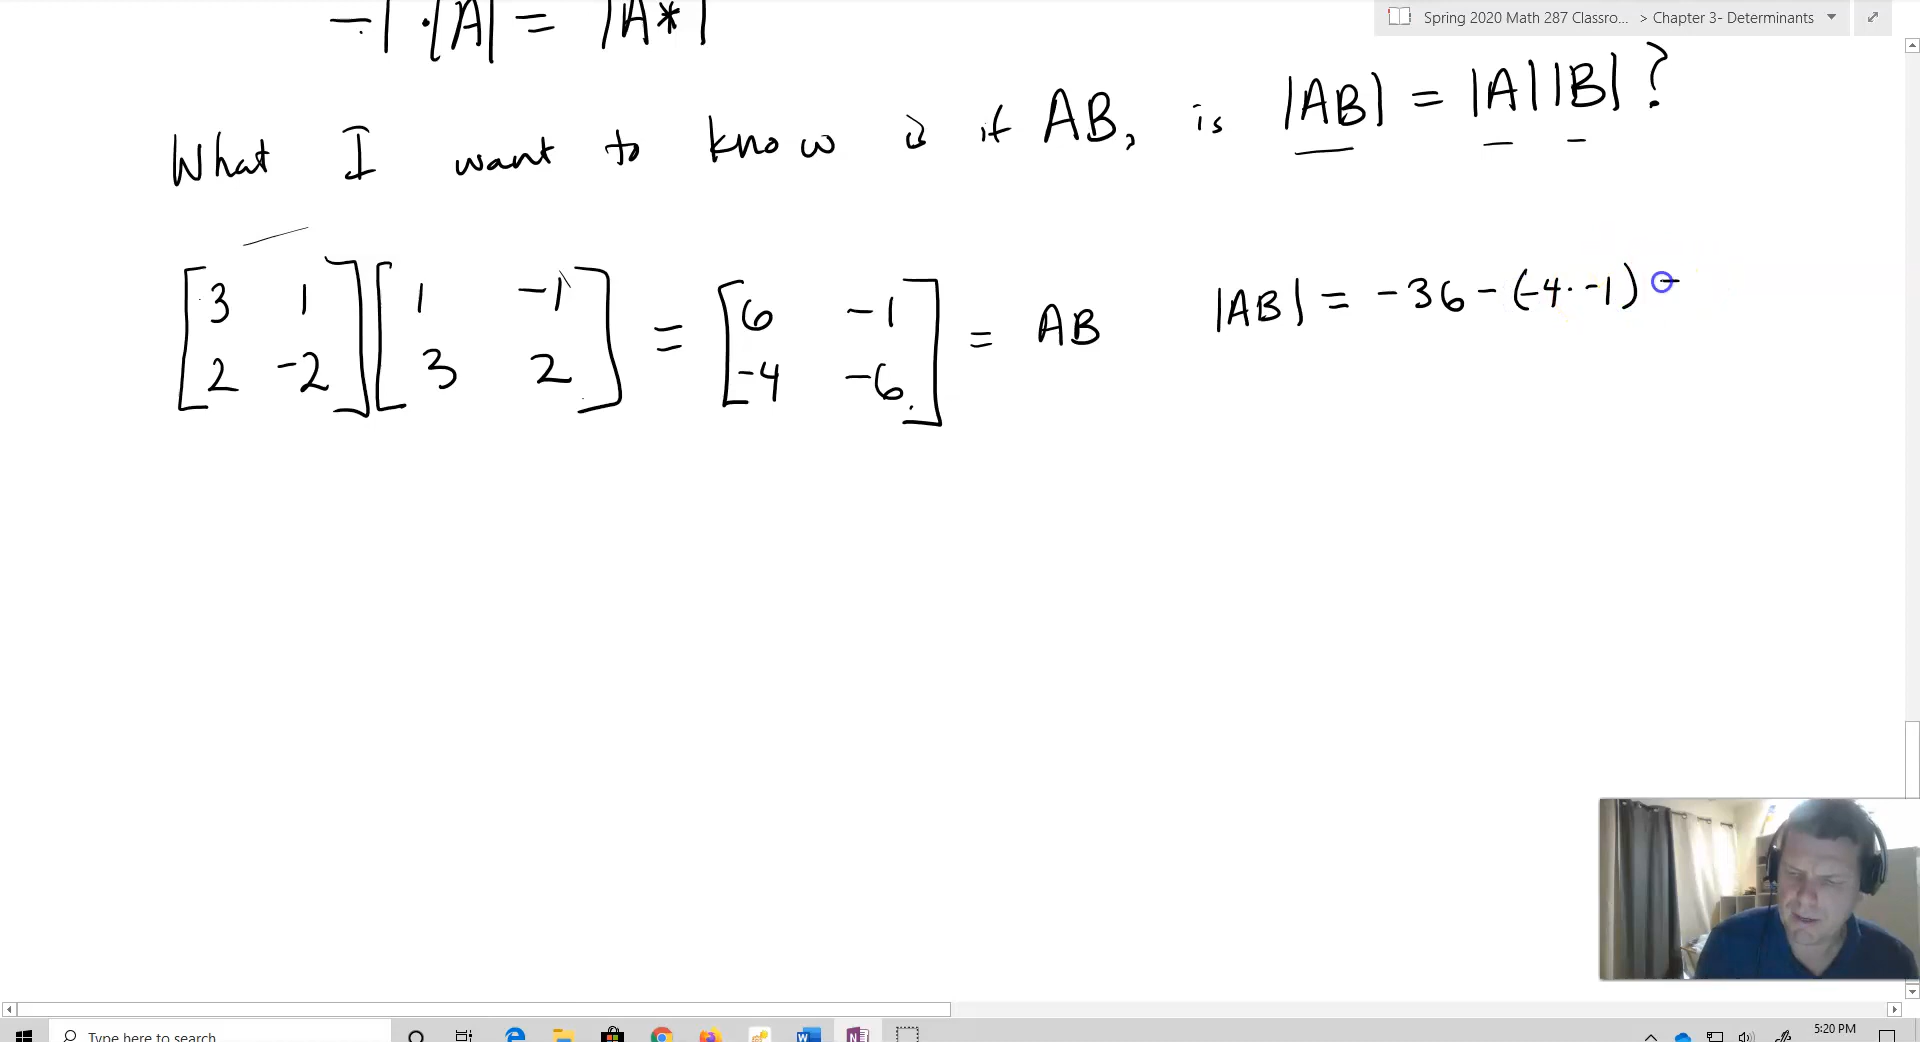 Spring 2020 Math 287 Classro... > Chapter 3- Determinants
-1 · |A| = |A*|
What I want to know is if AB, is |AB| = |A| |B| ?
[3 1] [1 -1] = [6 -1] = AB |AB| = -36 - (-4 · -1) =
[2 -2] [3 2] [-4 -6]
Type here to search
5:20 PM